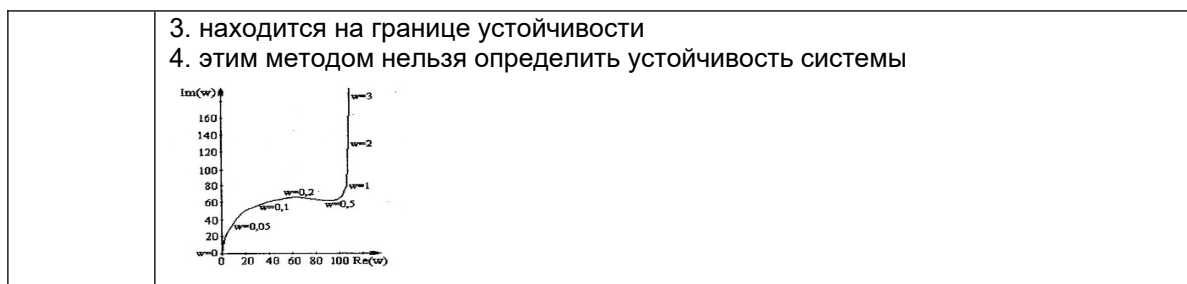 3. находится на границе устойчивости
4. этим методом нельзя определить устойчивость системы
Im(w)
w=3
160
140
w=2
120
100
80
w=1
w=0,2
60
w=0,1
w=0,5
40
w=0,05
20
w=0
0 20 40 60 80 100 Re(w)